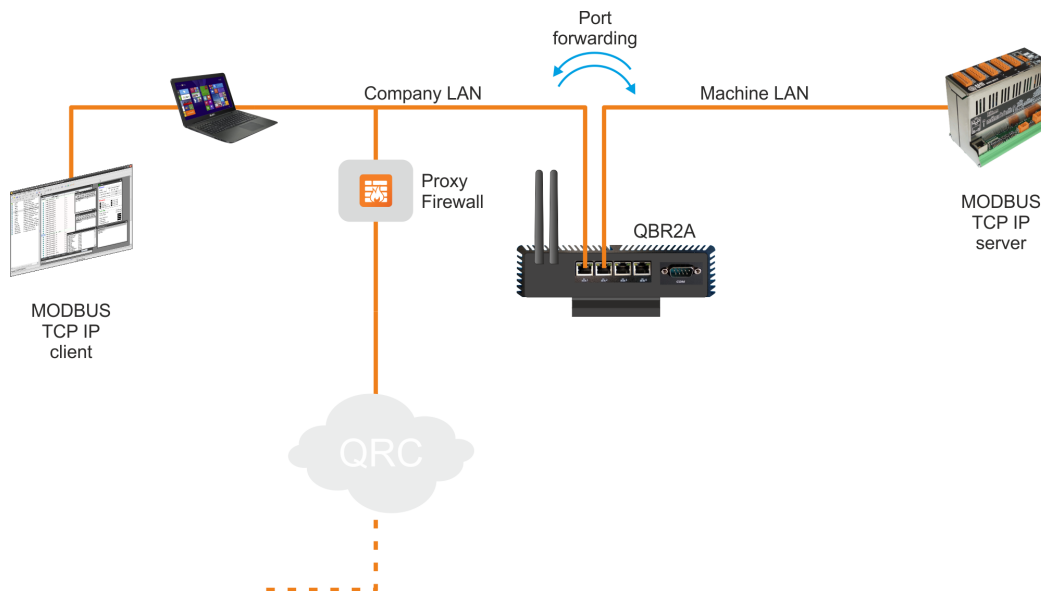 Port
forwarding
Company LAN
Machine LAN
Proxy
Firewall
QBR2A
MODBUS
TCP IP
server
MODBUS
TCP IP
client
QRC